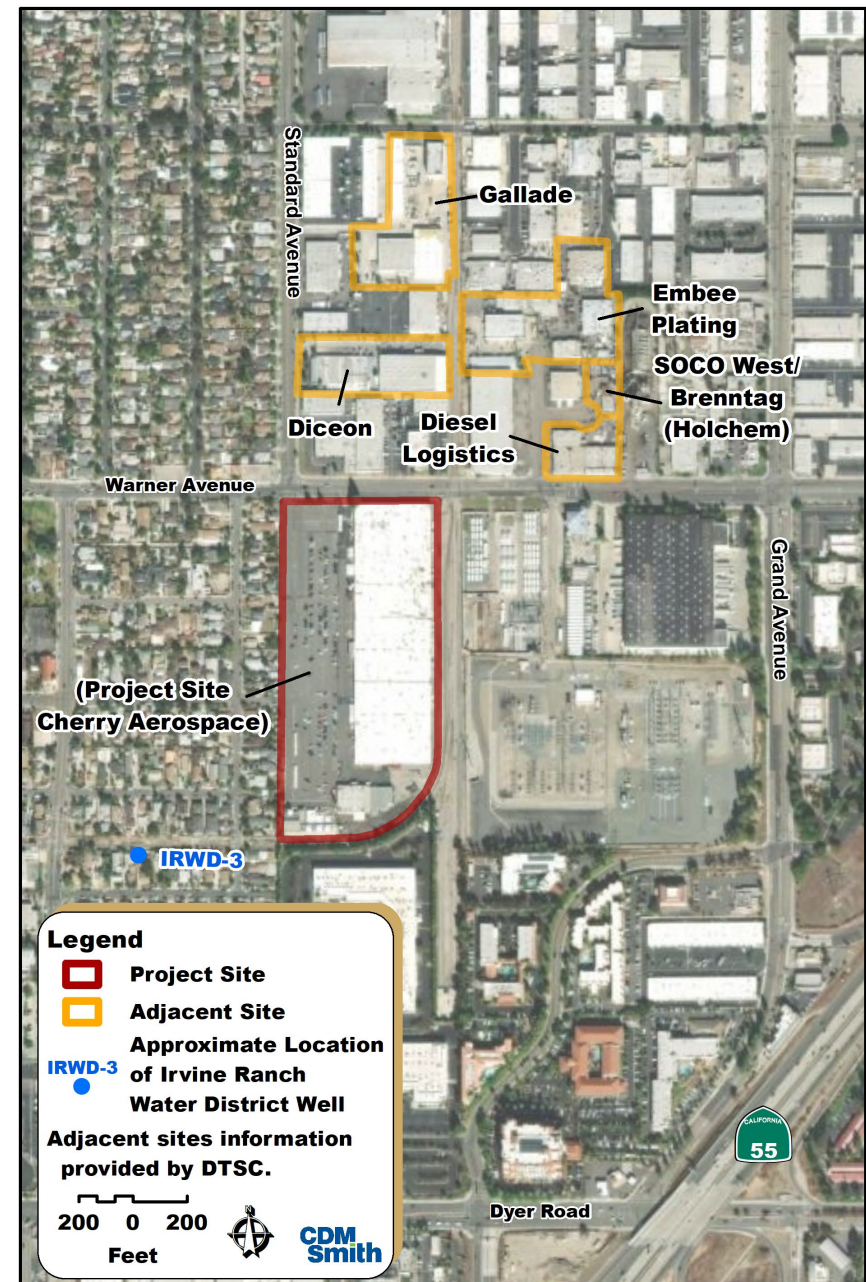 Standard Avenue
Gallade
Embee
Plating
SOCO West/
Brenntag
(Holchem)
Diceon
Diesel
Logistics
Warner Avenue
Grand Avenue
(Project Site
Cherry Aerospace)
IRWD-3
Legend
Project Site
Adjacent Site
IRWD-3
Approximate Location
of Irvine Ranch
Water District Well
Adjacent sites information
provided by DTSC.
200 0 200
Feet
CDM
Smith
CALIFORNIA
55
Dyer Road